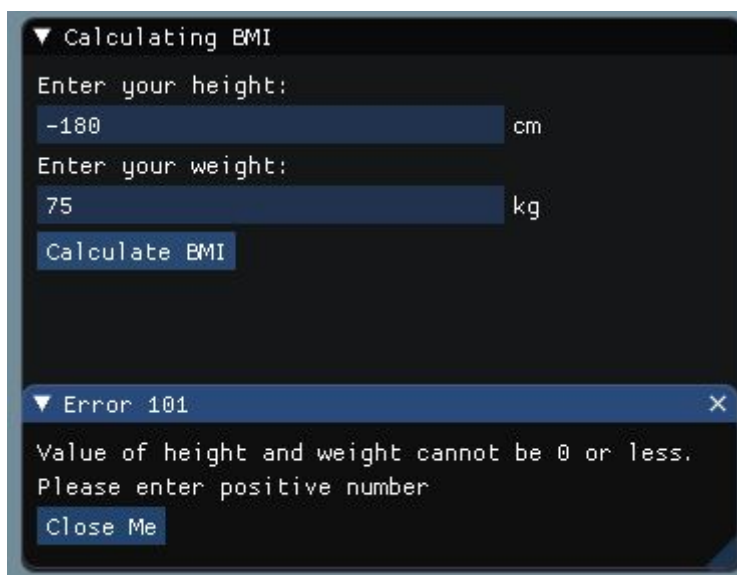 Calculating BMI
Enter your height:
-180 cm
Enter your weight:
75 kg
Calculate BMI
Error 101
Value of height and weight cannot be 0 or less.
Please enter positive number
Close Me